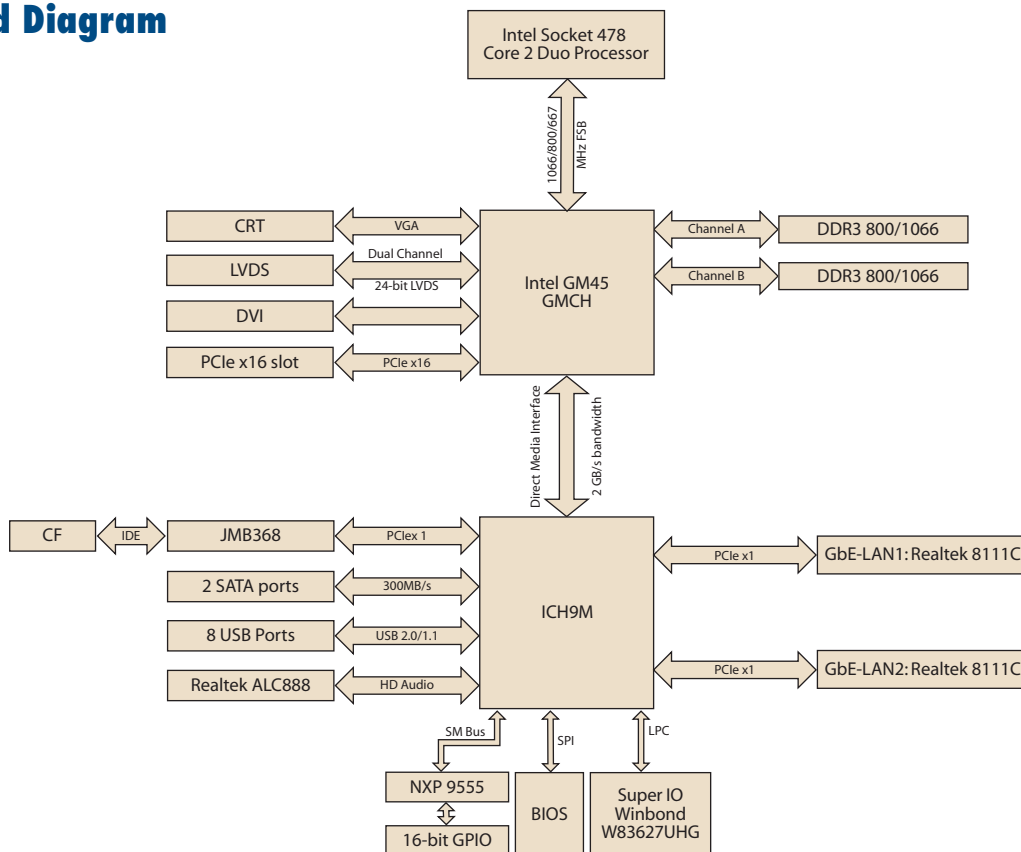 d Diagram
Intel Socket 478
Core 2 Duo Processor
1066/800/667
MHz FSB
CRT
VGA
LVDS
Dual Channel
24-bit LVDS
DVI
PCIe x16 slot
PCIe x16
Intel GM45
GMCH
Channel A
DDR3 800/1066
Channel B
DDR3 800/1066
Direct Media Interface
2 GB/s bandwidth
CF
IDE
JMB368
PCIex 1
2 SATA ports
300MB/s
8 USB Ports
USB 2.0/1.1
Realtek ALC888
HD Audio
ICH9M
PCIe x1
GbE-LAN1: Realtek 8111C
PCIe x1
GbE-LAN2: Realtek 8111C
SM Bus
SPI
LPC
NXP 9555
16-bit GPIO
BIOS
Super IO
Winbond
W83627UHG